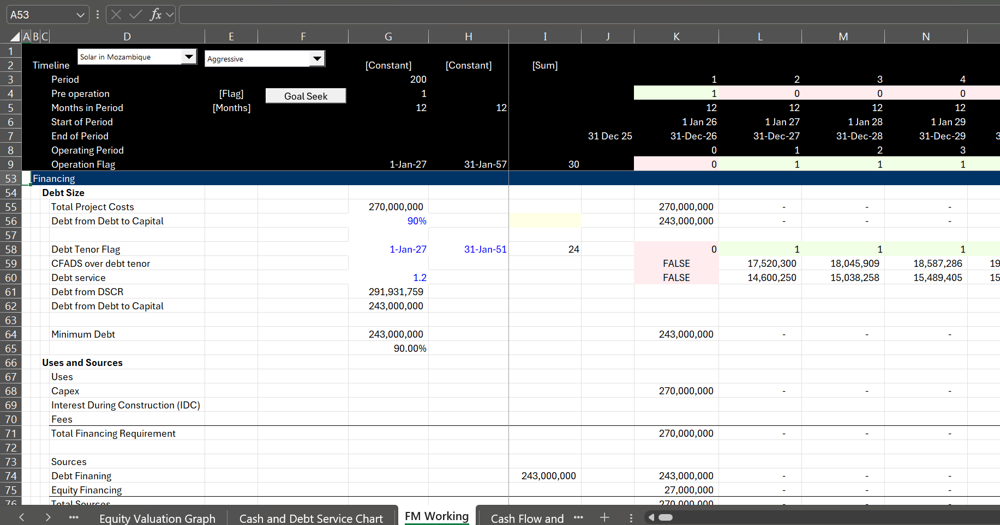 A53 fx
A B C D E F G H I J K L M N
1 Solar in Mozambique Aggressive
2 Timeline [Constant] [Constant] [Sum]
3 Period 200 1 2 3 4
4 Pre operation [Flag] Goal Seek 1 1 0 0 0
5 Months in Period [Months] 12 12 12 12 12 12
6 Start of Period 1 Jan 26 1 Jan 27 1 Jan 28 1 Jan 29
7 End of Period 31 Dec 25 31-Dec-26 31-Dec-27 31-Dec-28 31-Dec-29 3
8 Operating Period 0 1 2 3
9 Operation Flag 1-Jan-27 31-Jan-57 30 0 1 1 1
53 Financing
54 Debt Size
55 Total Project Costs 270,000,000 270,000,000 - - -
56 Debt from Debt to Capital 90% 243,000,000 - - -
57
58 Debt Tenor Flag 1-Jan-27 31-Jan-51 24 0 1 1 1
59 CFADS over debt tenor FALSE 17,520,300 18,045,909 18,587,286 19
60 Debt service 1.2 FALSE 14,600,250 15,038,258 15,489,405 15
61 Debt from DSCR 291,931,759
62 Debt from Debt to Capital 243,000,000
63
64 Minimum Debt 243,000,000 243,000,000 - - -
65 90.00%
66 Uses and Sources
67 Uses
68 Capex 270,000,000 - - -
69 Interest During Construction (IDC)
70 Fees
71 Total Financing Requirement 270,000,000 - - -
72
73 Sources
74 Debt Finaning 243,000,000 243,000,000 - - -
75 Equity Financing 27,000,000 - - -
76 Total Sources 270,000,000 - - -
Equity Valuation Graph Cash and Debt Service Chart FM Working Cash Flow and